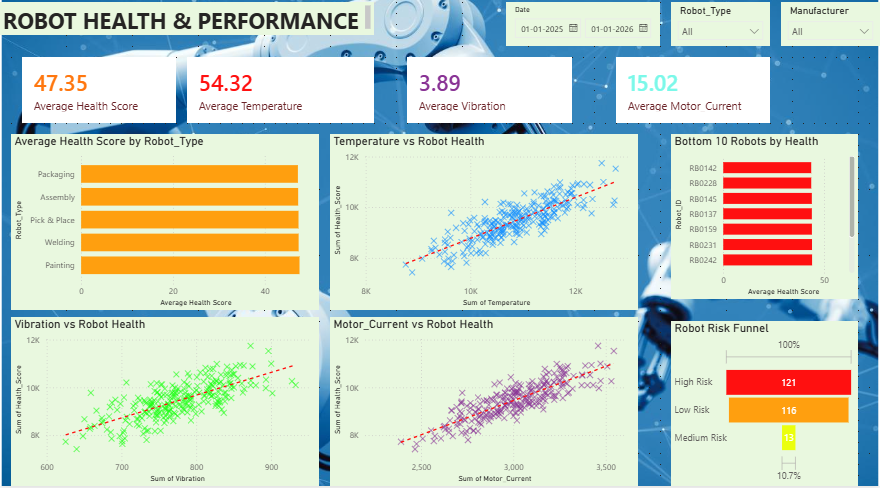 ROBOT HEALTH & PERFORMANCE
Date
01-01-2025
01-01-2026
Robot_Type
All
Manufacturer
All
47.35
Average Health Score
54.32
Average Temperature
3.89
Average Vibration
15.02
Average Motor_Current
Average Health Score by Robot_Type
Robot_Type
Packaging
Assembly
Pick & Place
Welding
Painting
0
20
40
Average Health Score
Temperature vs Robot Health
Sum of Health_Score
12K
10K
8K
8K
10K
12K
Sum of Temperature
Bottom 10 Robots by Health
Robot_ID
RB0142
RB0228
RB0145
RB0137
RB0159
RB0231
RB0242
0
50
Average Health Score
Vibration vs Robot Health
Sum of Health_Score
12K
10K
8K
600
700
800
900
Sum of Vibration
Motor_Current vs Robot Health
Sum of Health_Score
12K
10K
8K
2,500
3,000
3,500
Sum of Motor_Current
Robot Risk Funnel
100%
High Risk
121
Low Risk
116
Medium Risk
13
10.7%